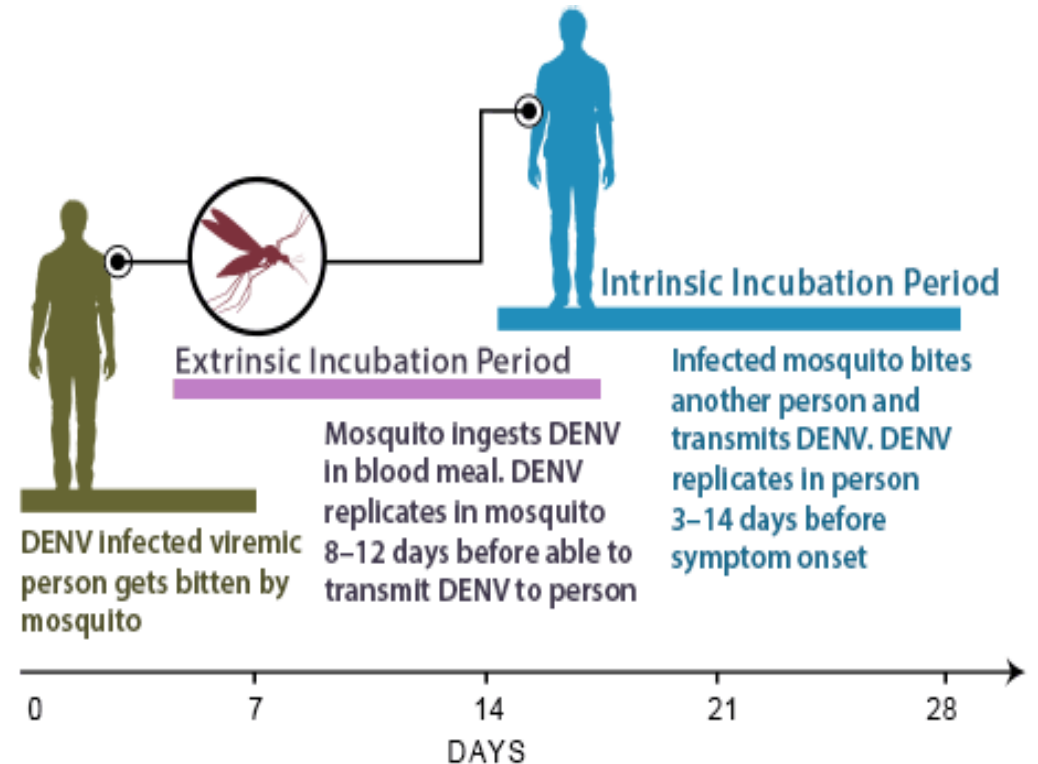 Intrinsic Incubation Period
Extrinsic Incubation Period
Infected mosquito bites
another person and
transmits DENV. DENV
replicates in person
3–14 days before
symptom onset
Mosquito ingests DENV
in blood meal. DENV
replicates in mosquito
8–12 days before able to
transmit DENV to person
DENV infected viremic
person gets bitten by
mosquito
0 7 14 21 28
DAYS